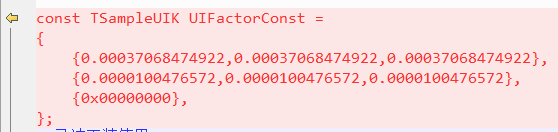 const TSampleUIK UIFactorConst =
{
{0.00037068474922,0.00037068474922,0.00037068474922},
{0.0000100476572,0.0000100476572,0.0000100476572},
{0x00000000},
};